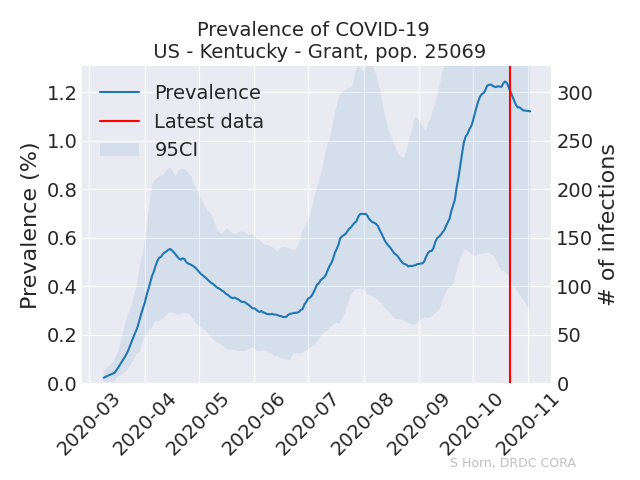 Prevalence of COVID-19
US - Kentucky - Grant, pop. 25069
Prevalence
Latest data
95CI
Prevalence (%)
1.2
1.0
0.8
0.6
0.4
0.2
0.0
300
250
200
150
100
50
0
# of infections
2020-03
2020-04
2020-05
2020-06
2020-07
2020-08
2020-09
2020-10
2020-11
S Horn, DRDC CORA